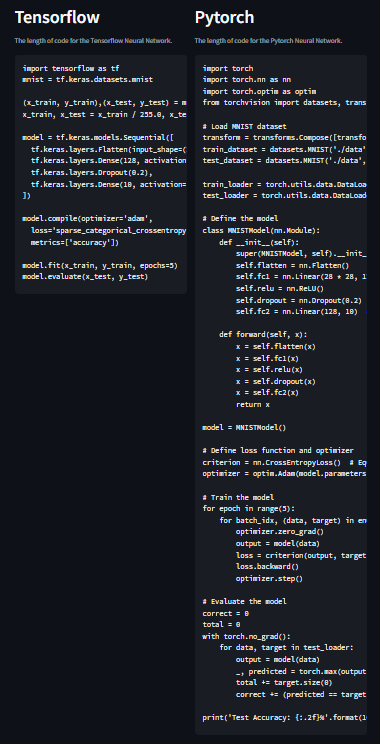 Tensorflow
The length of code for the Tensorflow Neural Network.
import tensorflow as tf
mnist = tf.keras.datasets.mnist
(x_train, y_train),(x_test, y_test) = m
x_train, x_test = x_train / 255.0, x_te
model = tf.keras.models.Sequential([
  tf.keras.layers.Flatten(input_shape=(
  tf.keras.layers.Dense(128, activation
  tf.keras.layers.Dropout(0.2),
  tf.keras.layers.Dense(10, activation=
])
model.compile(optimizer='adam',
  loss='sparse_categorical_crossentropy
  metrics=['accuracy'])
model.fit(x_train, y_train, epochs=5)
model.evaluate(x_test, y_test)
Pytorch
The length of code for the Pytorch Neural Network.
import torch
import torch.nn as nn
import torch.optim as optim
from torchvision import datasets, trans
# Load MNIST dataset
transform = transforms.Compose([transfo
train_dataset = datasets.MNIST('./data'
test_dataset = datasets.MNIST('./data',
train_loader = torch.utils.data.DataLoa
test_loader = torch.utils.data.DataLoad
# Define the model
class MNISTModel(nn.Module):
    def __init__(self):
        super(MNISTModel, self).__init_
        self.flatten = nn.Flatten()
        self.fc1 = nn.Linear(28 * 28, 1
        self.relu = nn.ReLU()
        self.dropout = nn.Dropout(0.2)
        self.fc2 = nn.Linear(128, 10)
    def forward(self, x):
        x = self.flatten(x)
        x = self.fc1(x)
        x = self.relu(x)
        x = self.dropout(x)
        x = self.fc2(x)
        return x
model = MNISTModel()
# Define loss function and optimizer
criterion = nn.CrossEntropyLoss()  # Eq
optimizer = optim.Adam(model.parameters
# Train the model
for epoch in range(5):
    for batch_idx, (data, target) in en
        optimizer.zero_grad()
        output = model(data)
        loss = criterion(output, target
        loss.backward()
        optimizer.step()
# Evaluate the model
correct = 0
total = 0
with torch.no_grad():
    for data, target in test_loader:
        output = model(data)
        _, predicted = torch.max(output
        total += target.size(0)
        correct += (predicted == target
print('Test Accuracy: {:.2f}%'.format(1